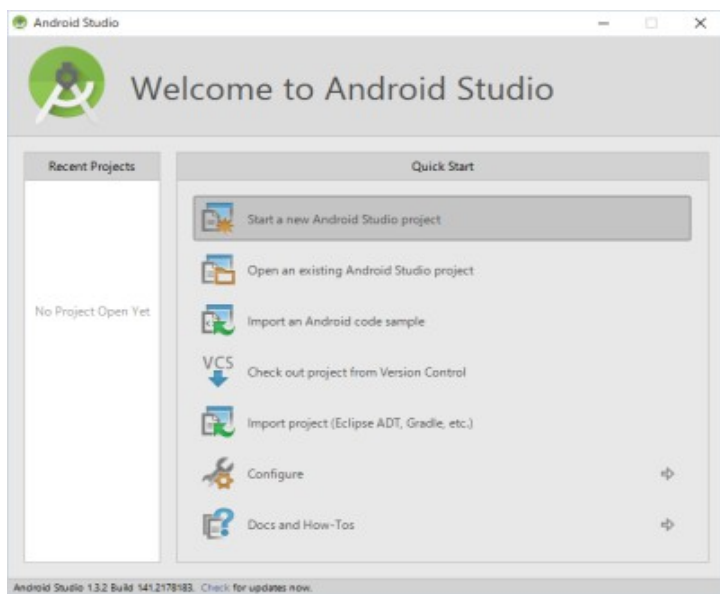 Android Studio
Welcome to Android Studio
Recent Projects
No Project Open Yet
Quick Start
Start a new Android Studio project
Open an existing Android Studio project
Import an Android code sample
VCS
Check out project from Version Control
Import project (Eclipse ADT, Gradle, etc.)
Configure
Docs and How-Tos
Android Studio 1.3.2 Build 141.2178183. Check for updates now.